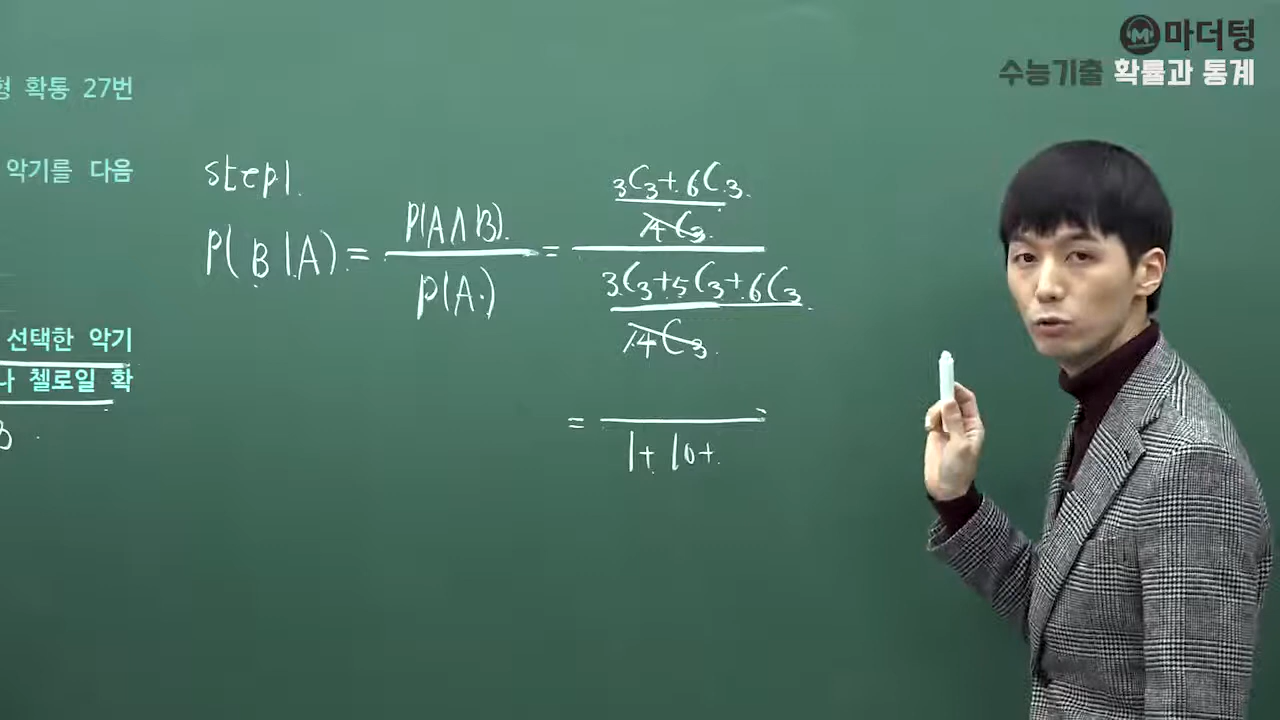 마더텅
수능기출 확률과 통계
형 확통 27번
악기를 다음
선택한 악기
나 첼로일 확
B.
step1.
P(B|A) = P(A∩B) / P(A) = (3C3+6C3 / 14C3) / (3C3+5C3+6C3 / 14C3)
= / 1+10+